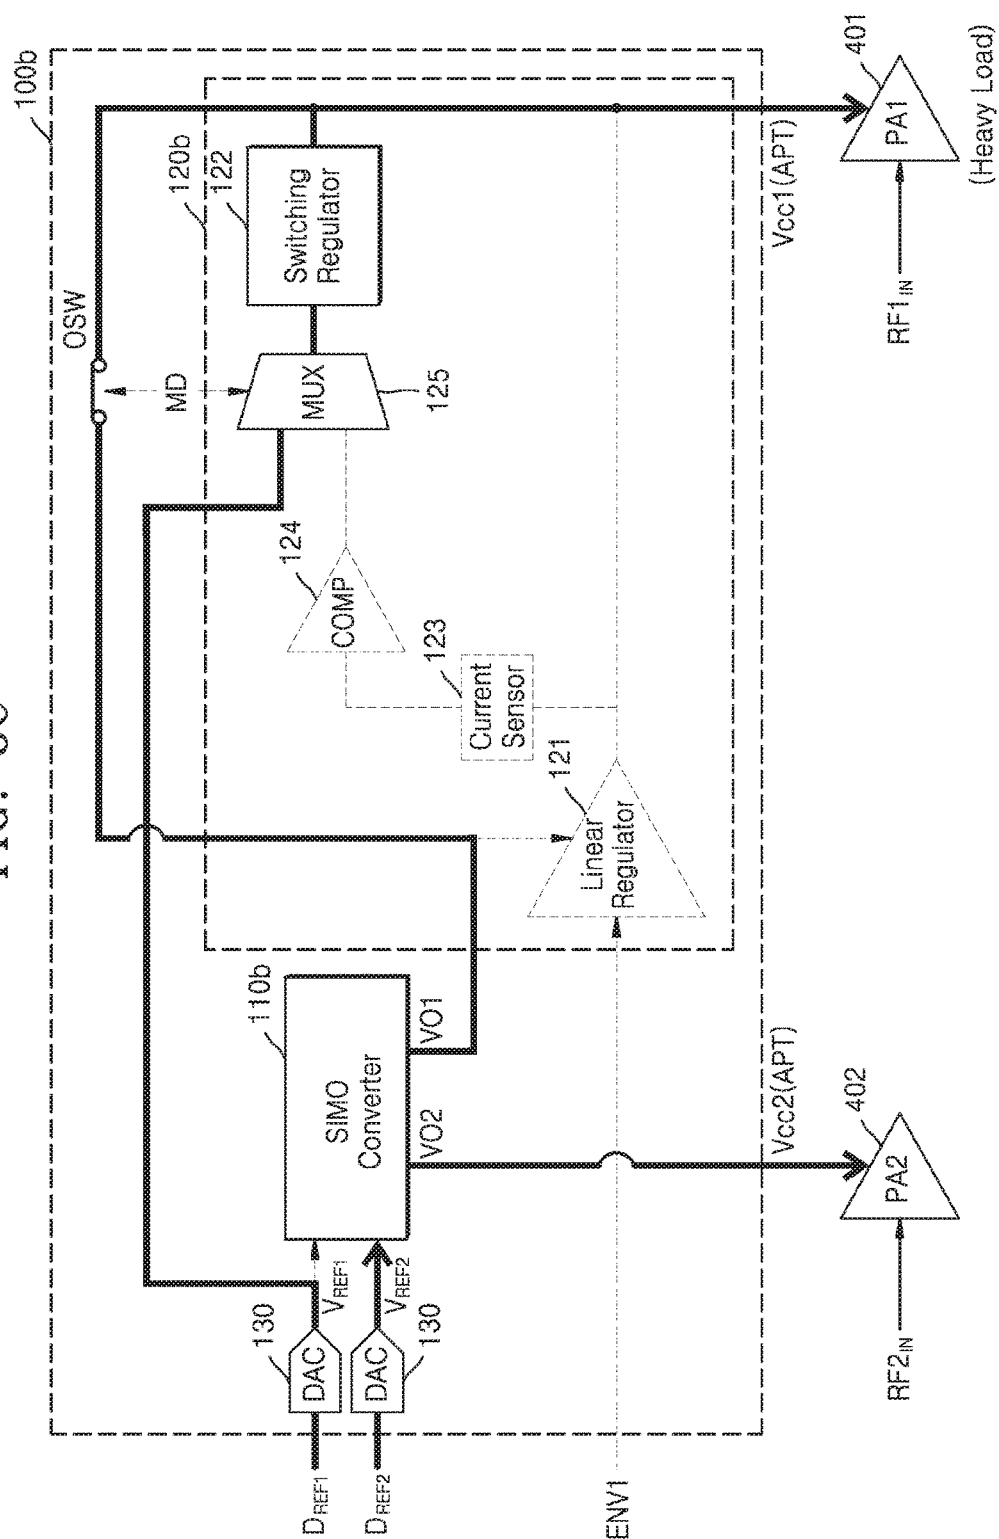 FIG.
100b
OSW
MD
120b
122
Switching
Regulator
MUX
125
124
COMP
123
Current
Sensor
121
Linear
Regulator
110b
SIMO
Converter
VO1
VO2
130
DAC
VREF1
DAC
VREF2
130
DREF1
DREF2
ENV1
Vcc2(APT)
402
PA2
RF2IN
Vcc1(APT)
401
PA1
RF1IN
(Heavy Load)